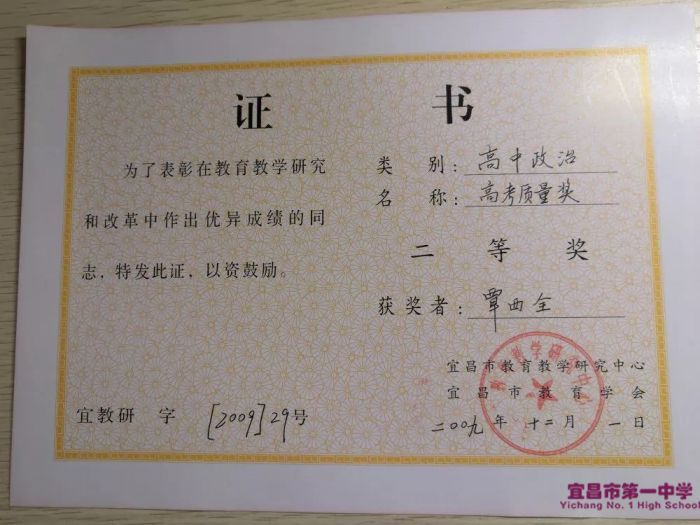 证书
为了表彰在教育教学研究
和改革中作出优异成绩的同
志，特发此证，以资鼓励。
宜教研 字 [2009]29号
类 别：高中政治
名 称：高考质量奖
二 等 奖
获奖者：覃西全
宜昌市教育教学研究中心
宜昌市教育学会
二00九年十二月一日
宜昌市第一中学
Yichang No. 1 High School